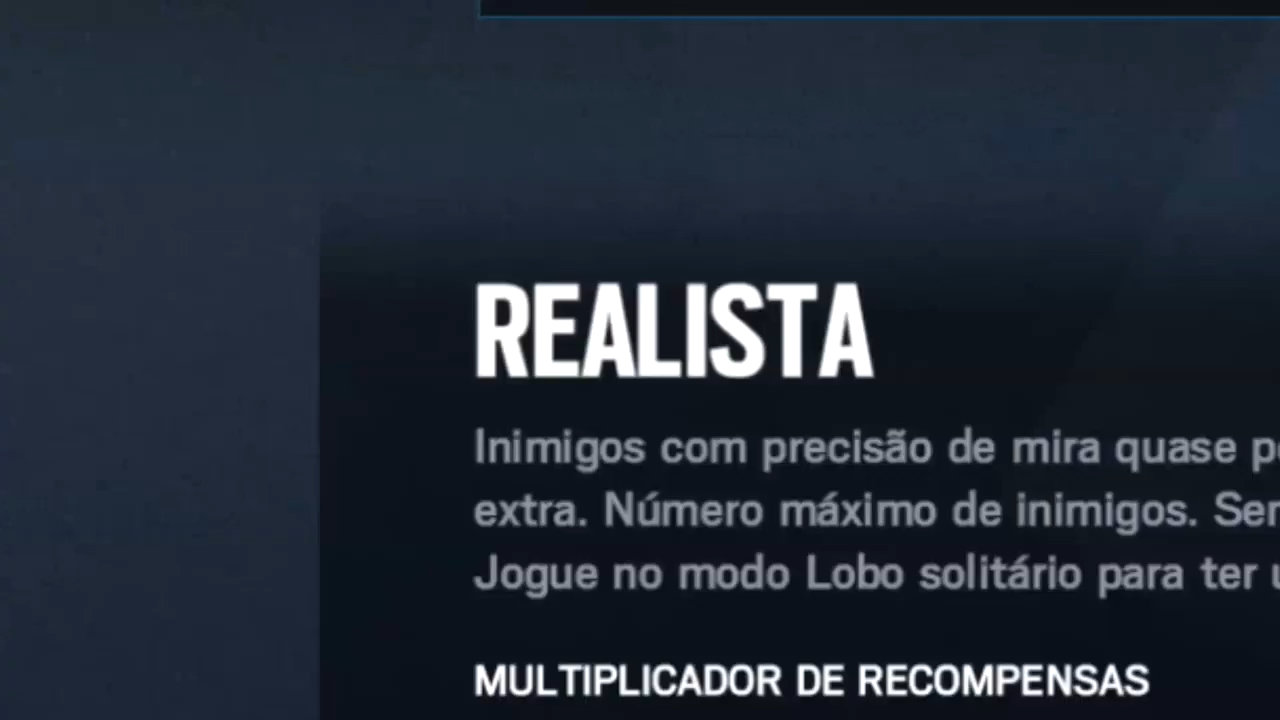 REALISTA
Inimigos com precisão de mira quase
extra. Número máximo de inimigos.
Jogue no modo Lobo solitário para ter
MULTIPLICADOR DE RECOMPENSAS